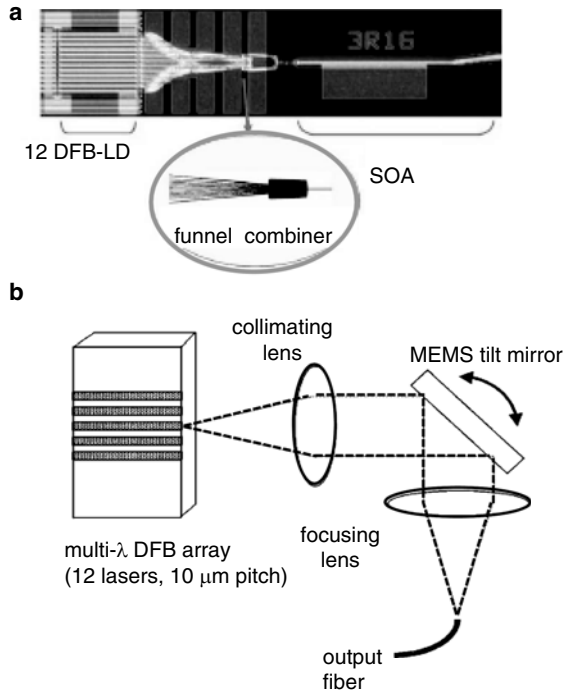 a
3R16
12 DFB-LD
SOA
funnel combiner
b
collimating
lens
MEMS tilt mirror
multi-λ DFB array
(12 lasers, 10 μm pitch)
focusing
lens
output
fiber